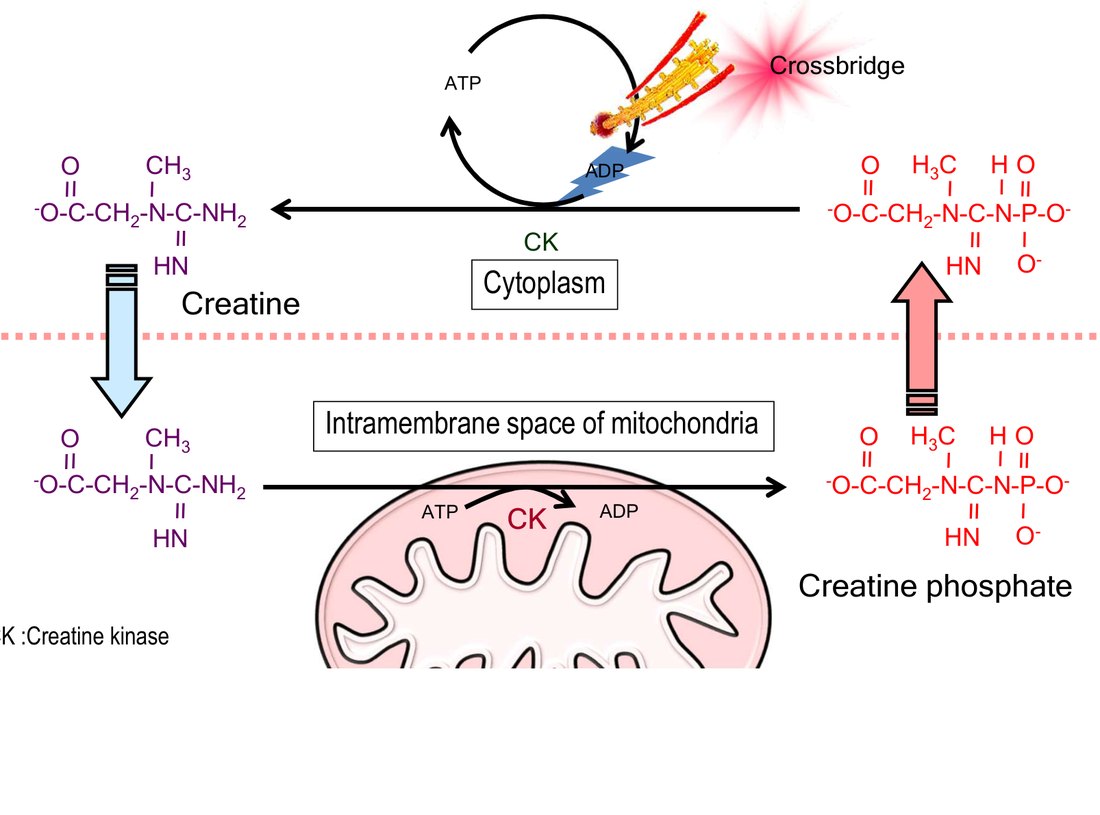 Crossbridge
ATP
ADP
O CH3
-O-C-CH2-N-C-NH2
HN
Creatine
CK
Cytoplasm
O H3C H O
-O-C-CH2-N-C-N-P-O-
HN O-
Intramembrane space of mitochondria
O CH3
-O-C-CH2-N-C-NH2
HN
ATP CK ADP
O H3C H O
-O-C-CH2-N-C-N-P-O-
HN O-
Creatine phosphate
K :Creatine kinase